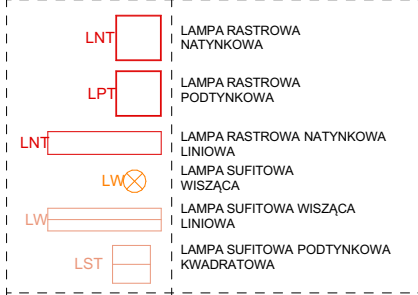 LNT LAMPA RASTROWA
NATYNKOWA
LPT LAMPA RASTROWA
PODTYNKOWA
LNT LAMPA RASTROWA NATYNKOWA
LINIOWA
LW LAMPA SUFITOWA
WISZĄCA
LW LAMPA SUFITOWA WISZĄCA
LINIOWA
LST LAMPA SUFITOWA PODTYNKOWA
KWADRATOWA